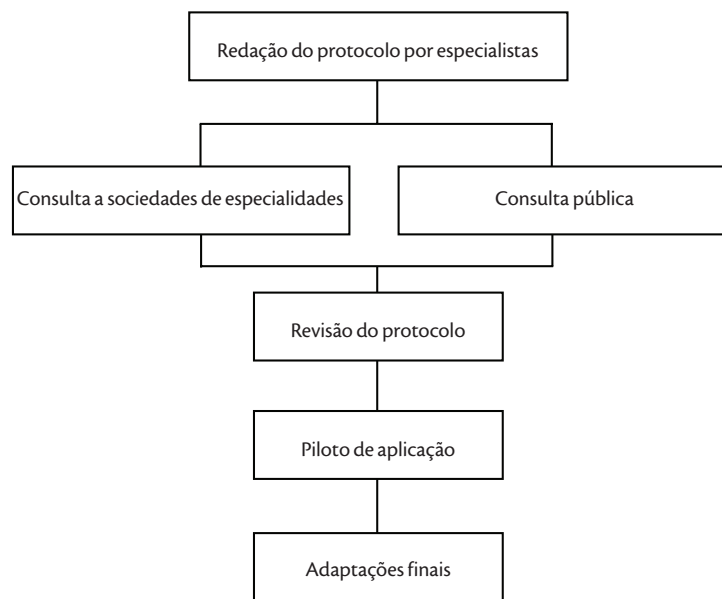 Redação do protocolo por especialistas
Consulta a sociedades de especialidades
Consulta pública
Revisão do protocolo
Piloto de aplicação
Adaptações finais